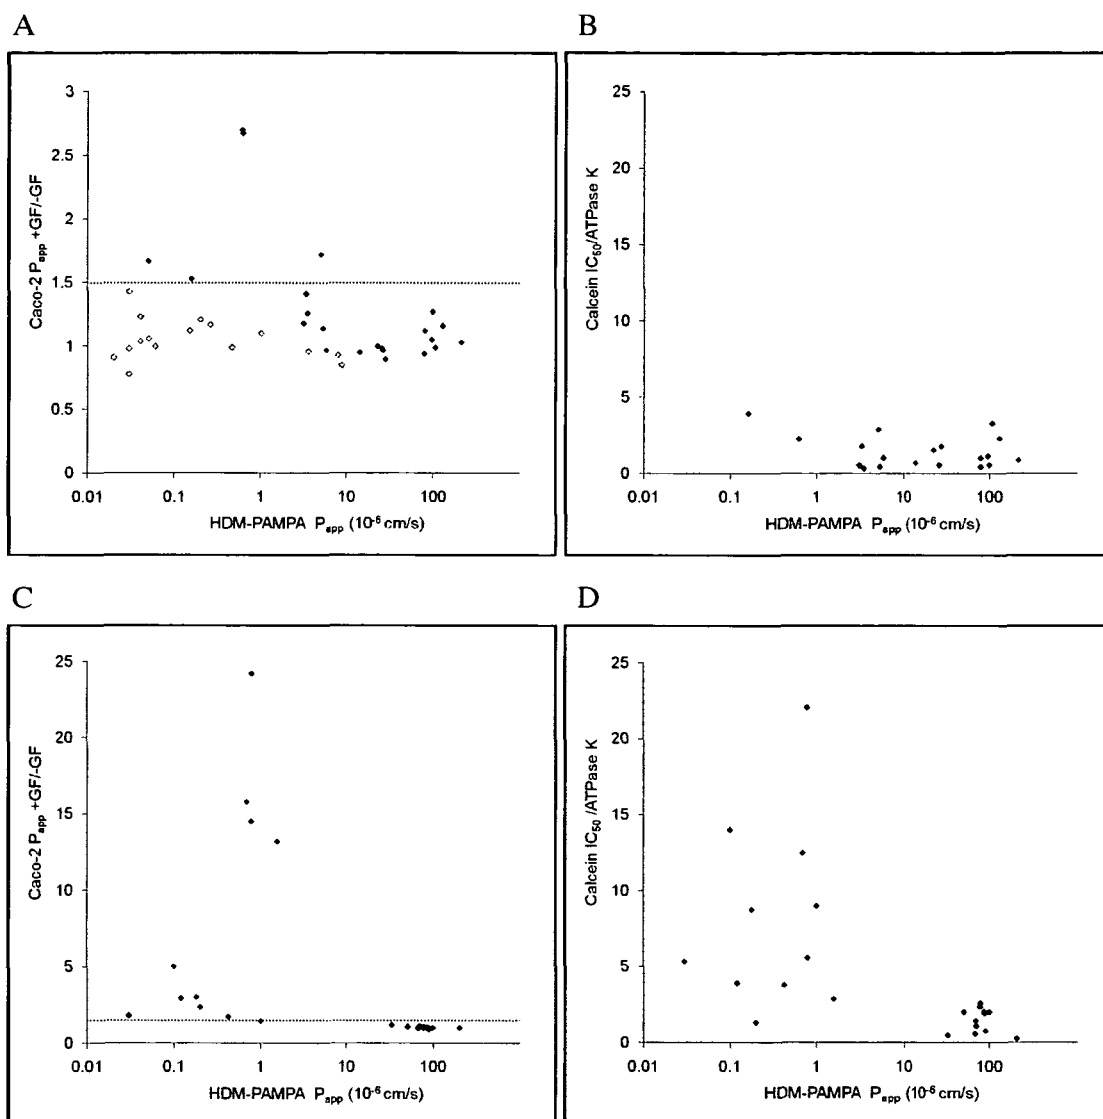 A
3
2.5
2
1.5
1
0.5
0
Caco-2 Papp +GF/-GF
0.01 0.1 1 10 100
HDM-PAMPA Papp (10-6 cm/s)
B
25
20
15
10
5
0
Calcein IC50/ATPase K
0.01 0.1 1 10 100
HDM-PAMPA Papp (10-6 cm/s)
C
25
20
15
10
5
0
Caco-2 Papp +GF/-GF
0.01 0.1 1 10 100
HDM-PAMPA Papp (10-6 cm/s)
D
25
20
15
10
5
0
Calcein IC50 /ATPase K
0.01 0.1 1 10 100
HDM-PAMPA Papp (10-6 cm/s)